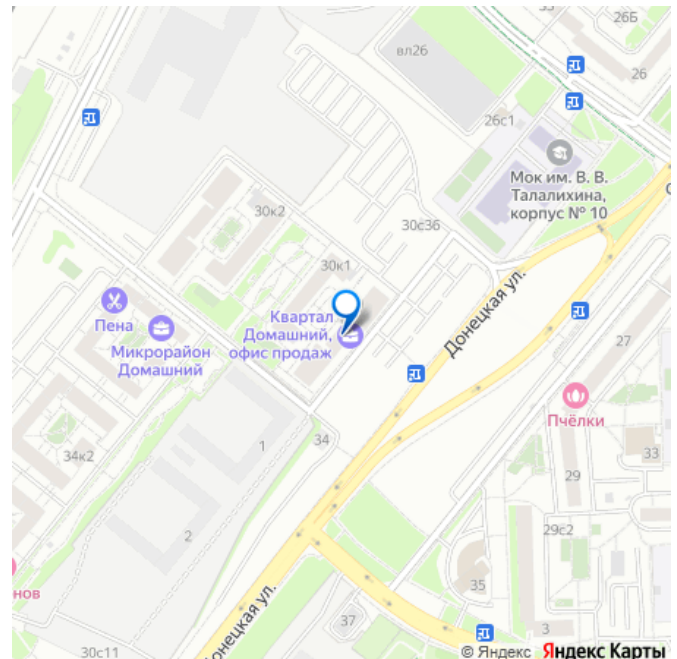 26Б
вл26
26
26с1
Мок им. В. В.
Талалихина,
корпус № 10
30к2
30с36
30к1
Донецкая ул.
Квартал
Домашний,
офис продаж
Пена
Микрорайон
Домашний
27
Пчёлки
33
34к2
1
34
29
29с2
2
35
нов
37
3
30с11
Донецкая ул.
© Яндекс Яндекс Карты